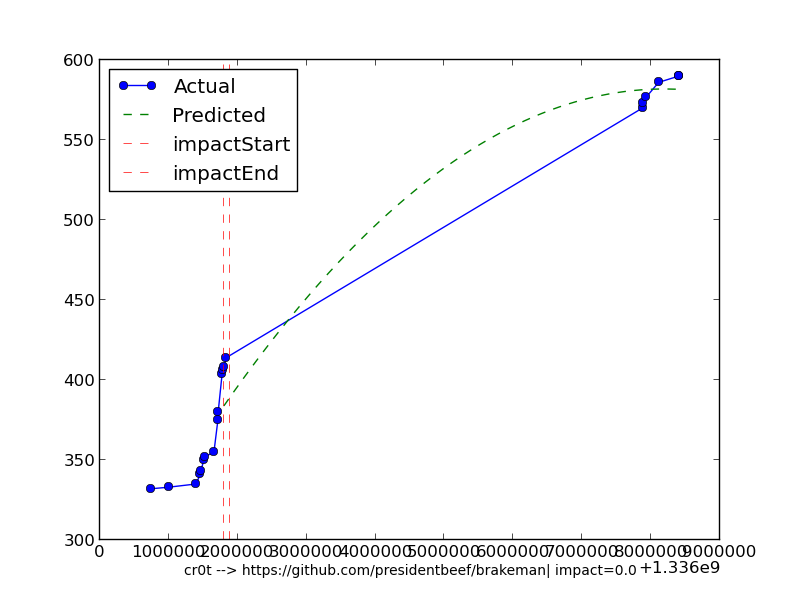 600
550
500
450
400
350
300
Actual
Predicted
impactStart
impactEnd
0 1000000 2000000 3000000 4000000 5000000 6000000 7000000 8000000 9000000
+1.336e9
cr0t --> https://github.com/presidentbeef/brakeman| impact=0.0